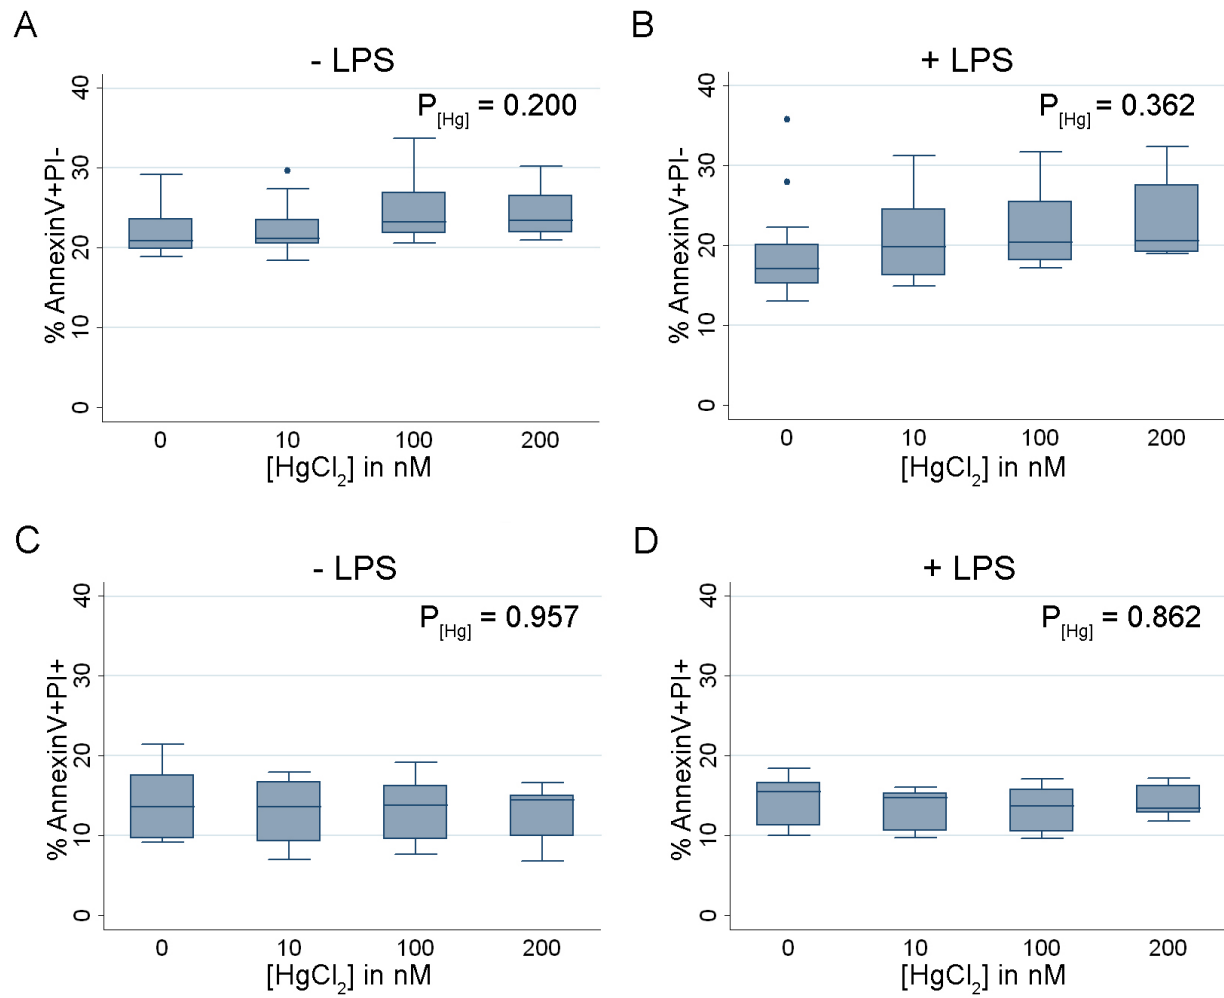 A
- LPS
P[Hg] = 0.200
% AnnexinV+PI-
40
30
20
10
0
0 10 100 200
[HgCl2] in nM
B
+ LPS
P[Hg] = 0.362
% AnnexinV+PI-
40
30
20
10
0
0 10 100 200
[HgCl2] in nM
C
- LPS
P[Hg] = 0.957
% AnnexinV+PI+
40
30
20
10
0
0 10 100 200
[HgCl2] in nM
D
+ LPS
P[Hg] = 0.862
% AnnexinV+PI+
40
30
20
10
0
0 10 100 200
[HgCl2] in nM